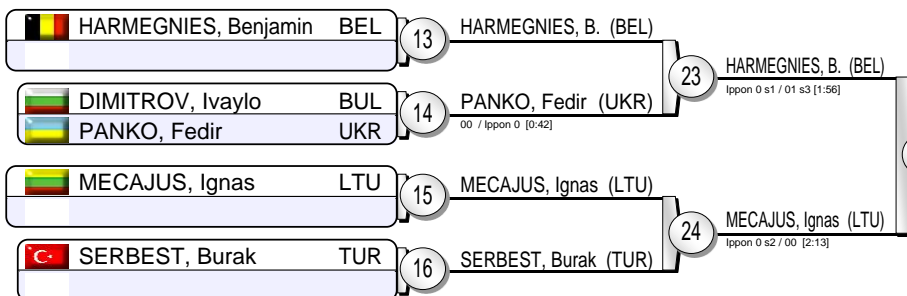 HARMEGNIES, Benjamin BEL
13
HARMEGNIES, B. (BEL)
23
HARMEGNIES, B. (BEL)
Ippon 0 s1 / 01 s3 [1:56]
DIMITROV, Ivaylo BUL
PANKO, Fedir UKR
14
PANKO, Fedir (UKR)
00 / Ippon 0 [0:42]
MECAJUS, Ignas LTU
15
MECAJUS, Ignas (LTU)
24
MECAJUS, Ignas (LTU)
Ippon 0 s2 / 00 [2:13]
SERBEST, Burak TUR
16
SERBEST, Burak (TUR)